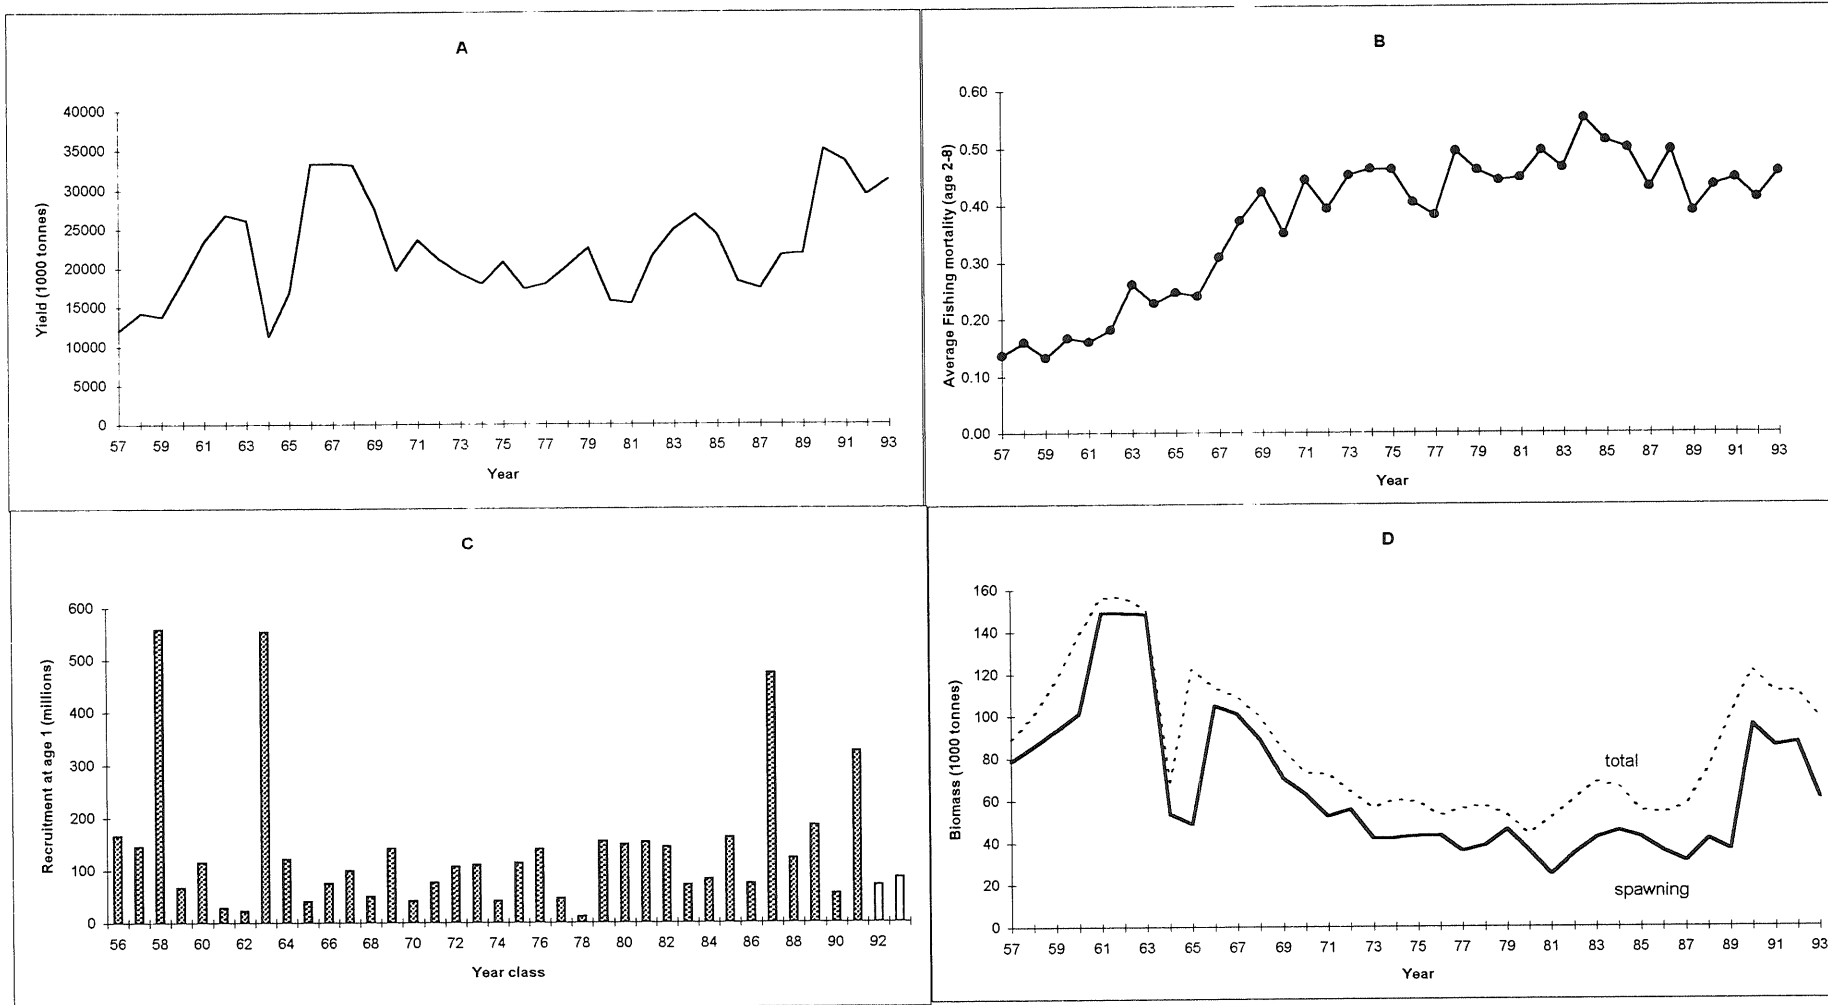 A
Yield (1000 tonnes)
40000
35000
30000
25000
20000
15000
10000
5000
0
57 59 61 63 65 67 69 71 73 75 77 79 81 83 85 87 89 91 93
Year
B
Average Fishing mortality (age 2-8)
0.60
0.50
0.40
0.30
0.20
0.10
0.00
57 59 61 63 65 67 69 71 73 75 77 79 81 83 85 87 89 91 93
Year
C
Recruitment at age 1 (millions)
600
500
400
300
200
100
0
56 58 60 62 64 66 68 70 72 74 76 78 80 82 84 86 88 90 92
Year class
D
Biomass (1000 tonnes)
160
140
120
100
80
60
40
20
0
total
spawning
57 59 61 63 65 67 69 71 73 75 77 79 81 83 85 87 89 91 93
Year